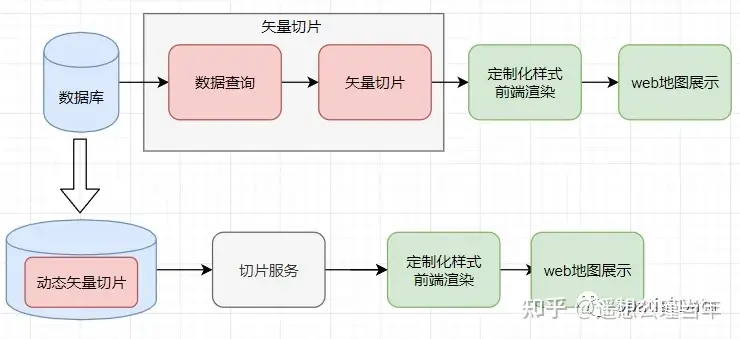 矢量切片
数据库
数据查询
矢量切片
定制化样式
前端渲染
web地图展示
动态矢量切片
切片服务
定制化样式
前端渲染
web地图展示
知乎